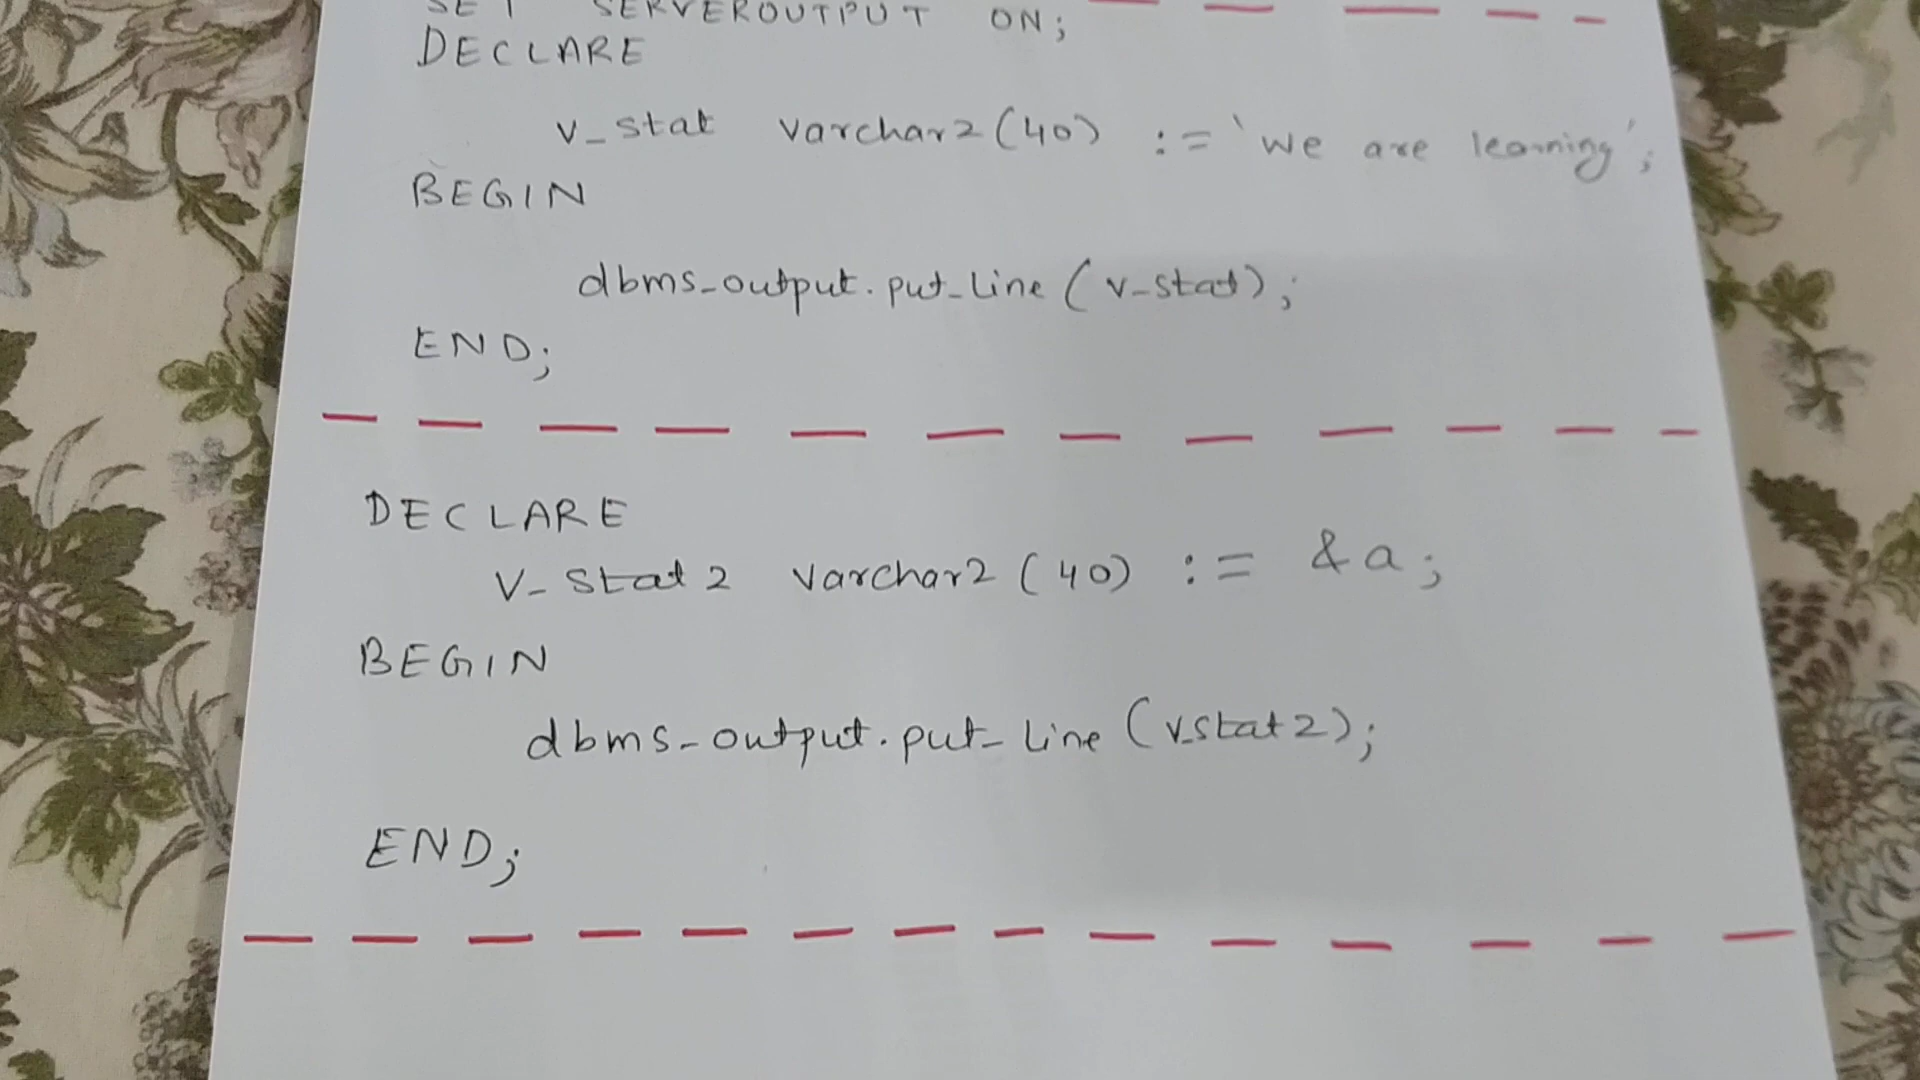 SET SERVEROUTPUT ON;
DECLARE
v_stat varchar2(40) := 'we are learning';
BEGIN
dbms_output.put_line(v_stat);
END;
DECLARE
v_stat2 varchar2(40) := &a;
BEGIN
dbms_output.put_line(v_stat2);
END;